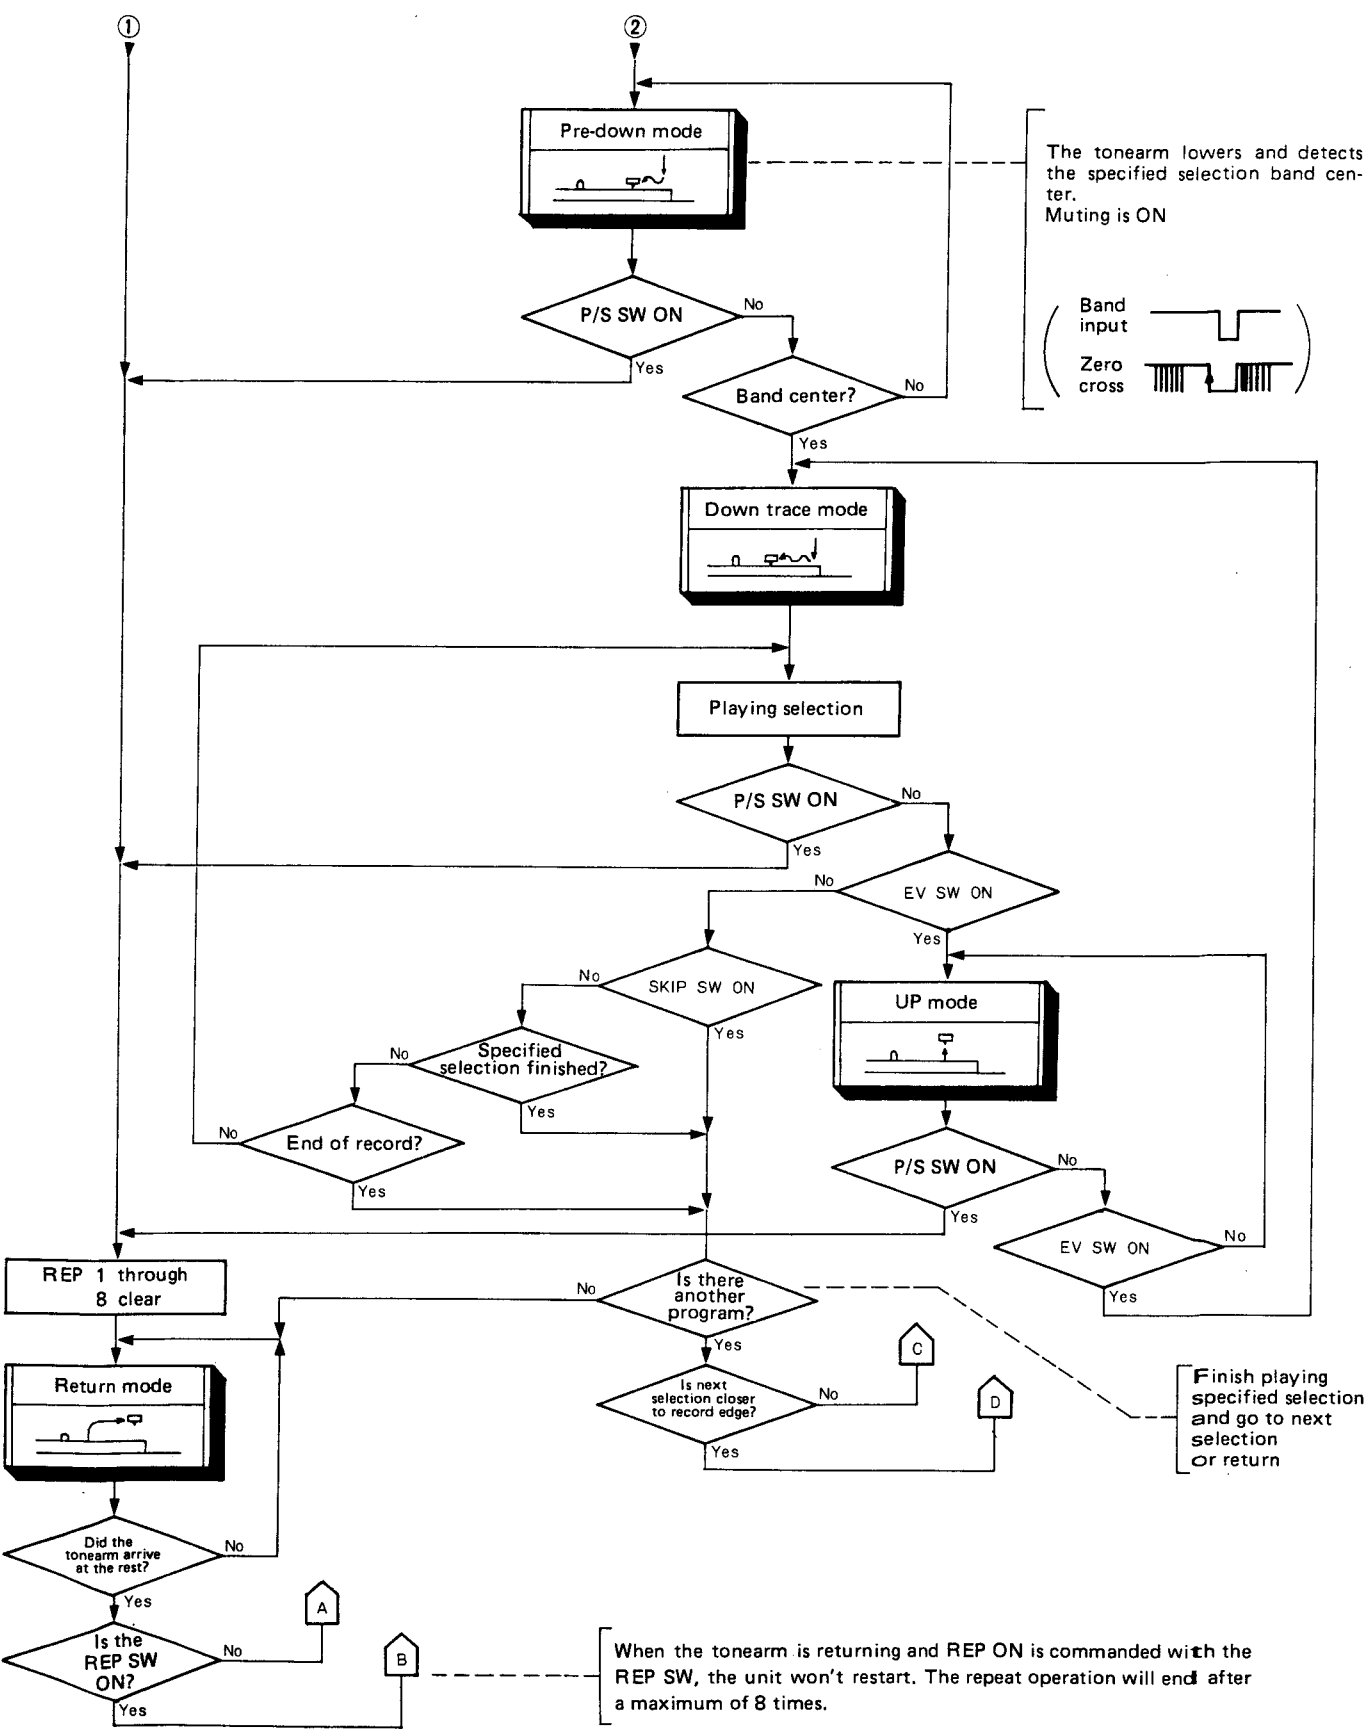 ①
②
Pre-down mode
The tonearm lowers and detects
the specified selection band cen-
ter.
Muting is ON
Band
input
Zero
cross
P/S SW ON
No
Yes
Band center?
No
Yes
Down trace mode
Playing selection
P/S SW ON
No
Yes
EV SW ON
No
Yes
SKIP SW ON
No
Yes
UP mode
Specified
selection finished?
No
Yes
End of record?
No
Yes
P/S SW ON
No
Yes
EV SW ON
No
Yes
REP 1 through
8 clear
Is there
another
program?
No
Yes
Return mode
Is next
selection closer
to record edge?
No
Yes
C
D
Finish playing
specified selection
and go to next
selection
or return
Did the
tonearm arrive
at the rest?
No
Yes
Is the
REP SW
ON?
No
Yes
A
B
When the tonearm is returning and REP ON is commanded with the
REP SW, the unit won't restart. The repeat operation will end after
a maximum of 8 times.